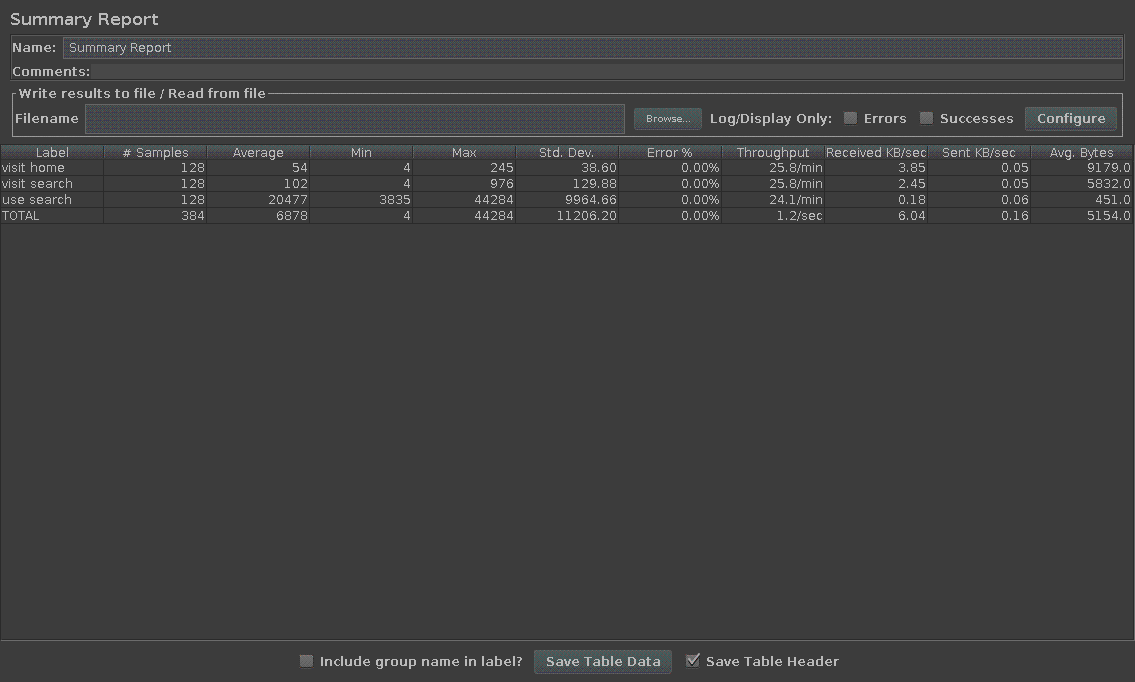 Summary Report
Name: Summary Report
Comments:
Write results to file / Read from file
Filename Browse... Log/Display Only: Errors Successes Configure
Label # Samples Average Min Max Std. Dev. Error % Throughput Received KB/sec Sent KB/sec Avg. Bytes
visit home 128 54 4 245 38.60 0.00% 25.8/min 3.85 0.05 9179.0
visit search 128 102 4 976 129.88 0.00% 25.8/min 2.45 0.05 5832.0
use search 128 20477 3835 44284 9964.66 0.00% 24.1/min 0.18 0.06 451.0
TOTAL 384 6878 4 44284 11206.20 0.00% 1.2/sec 6.04 0.16 5154.0
Include group name in label? Save Table Data Save Table Header